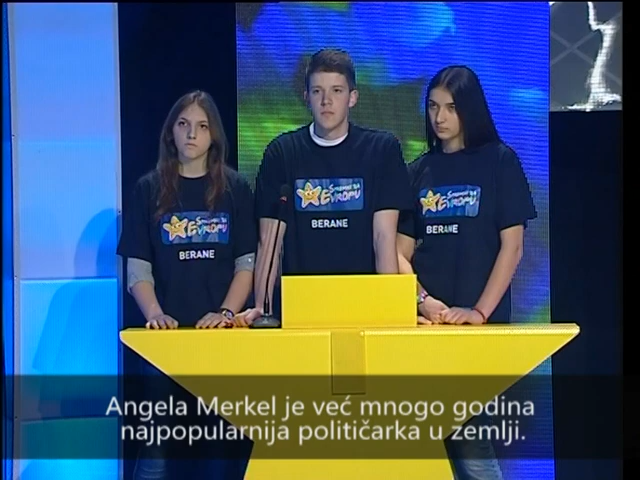 SPREMNI ZA
EVROPU
BERANE
SPREMNI ZA
EVROPU
BERANE
SPREMNI ZA
EVROPU
BERANE
Angela Merkel je već mnogo godina
najpopularnija političarka u zemlji.